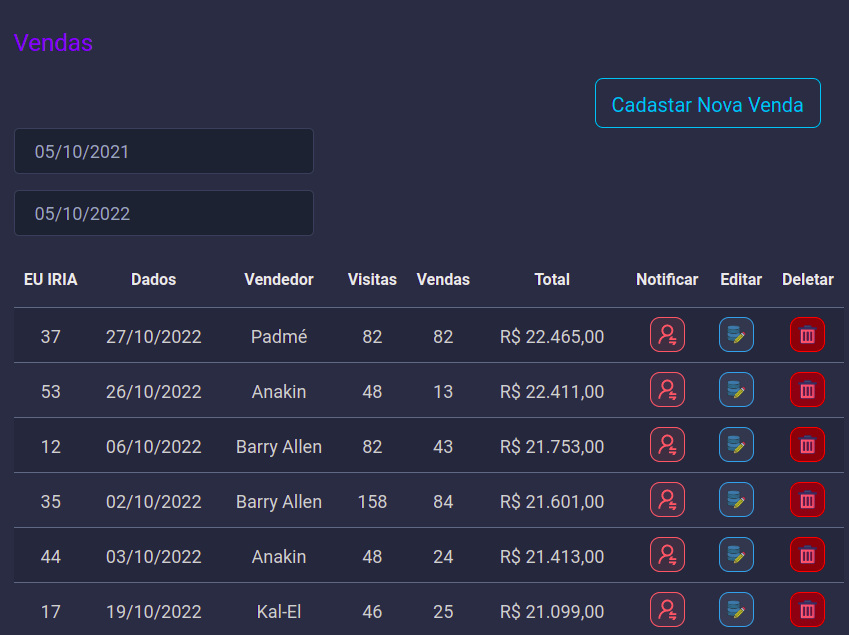 Vendas
Cadastar Nova Venda
05/10/2021
05/10/2022
EU IRIA Dados Vendedor Visitas Vendas Total Notificar Editar Deletar
37 27/10/2022 Padmé 82 82 R$ 22.465,00
53 26/10/2022 Anakin 48 13 R$ 22.411,00
12 06/10/2022 Barry Allen 82 43 R$ 21.753,00
35 02/10/2022 Barry Allen 158 84 R$ 21.601,00
44 03/10/2022 Anakin 48 24 R$ 21.413,00
17 19/10/2022 Kal-El 46 25 R$ 21.099,00